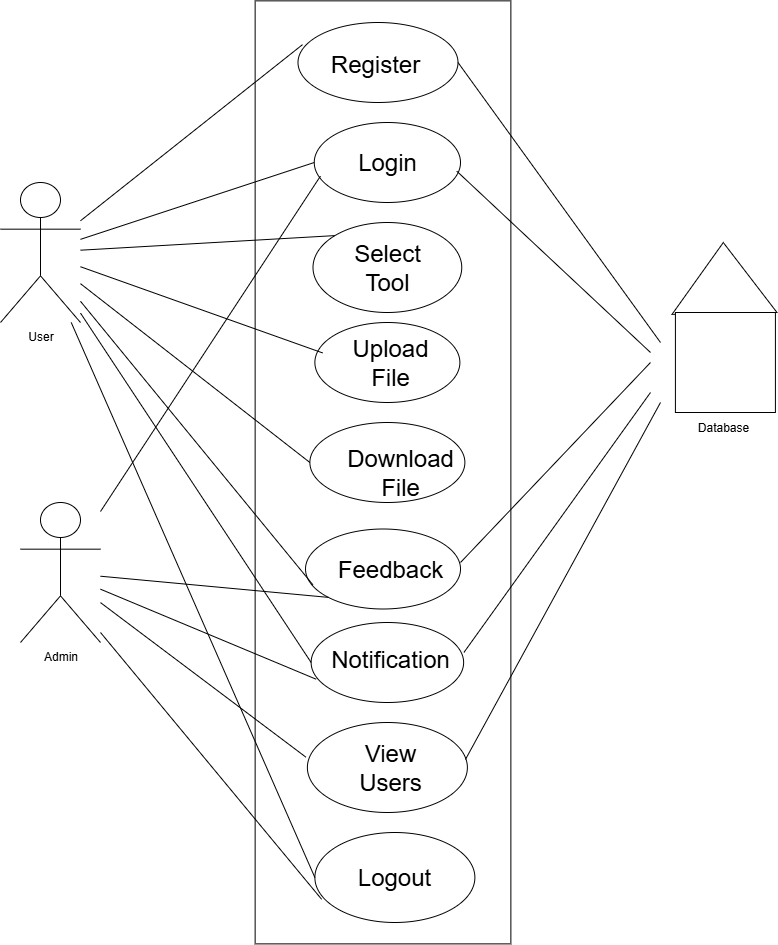 Register
Login
Select
Tool
User
Upload
File
Database
Download
File
Feedback
Admin
Notification
View
Users
Logout